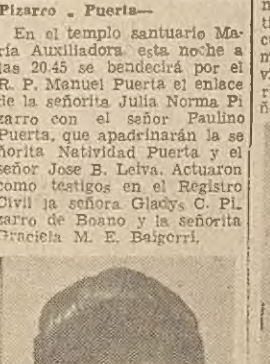 Pizarro - Puerta—
En el templo santuario Ma
ría Auxiliadora esta noche a
las 20.45 se bendecirá por el
R. P. Manuel Puerta el enlace
de la señorita Julia Norma Pi
zarro con el señor Paulino
Puerta, que apadrinarán la se
ñorita Natividad Puerta y el
señor Jose B. Leiva. Actuaron
como testigos en el Registro
Civil la señora Gladys C. Pi_
zarro de Boano y la señorita
Graciela M. E. Baigorri.